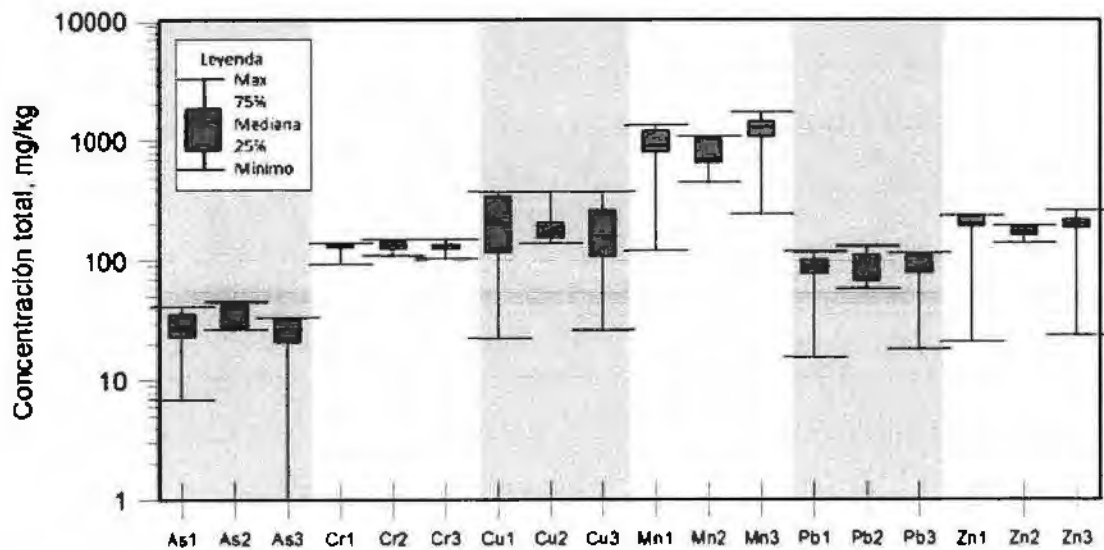 10000
1000
100
10
1
Concentración total, mg/kg
Leyenda
Max
75%
Mediana
25%
Mínimo
As1 As2 As3 Cr1 Cr2 Cr3 Cu1 Cu2 Cu3 Mn1 Mn2 Mn3 Pb1 Pb2 Pb3 Zn1 Zn2 Zn3